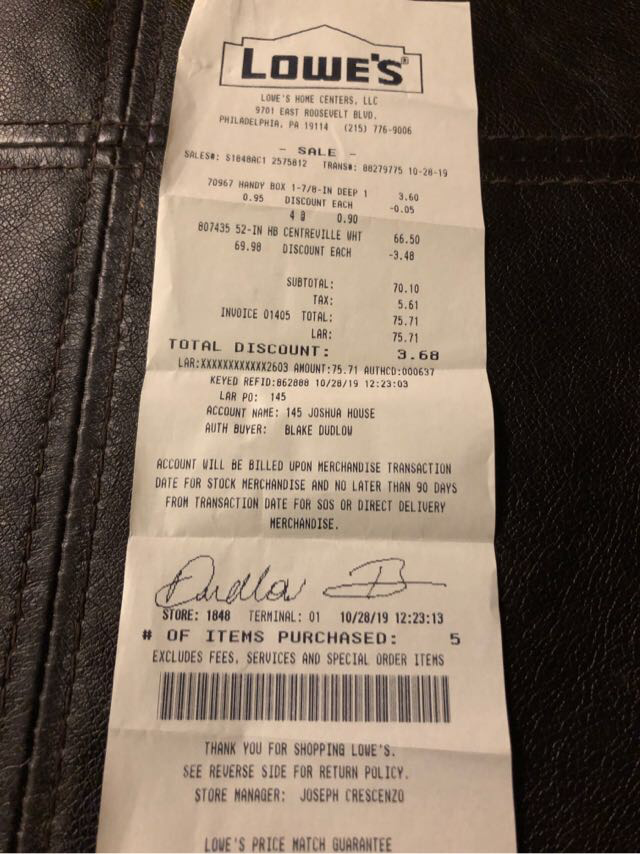 LOWE'S
LOWE'S HOME CENTERS, LLC
9701 EAST ROOSEVELT BLVD.
PHILADELPHIA, PA 19114 (215) 776-9006
- SALE -
SALES#: S1848AC1 2575812 TRANS#: 88279775 10-28-19
70967 HANDY BOX 1-7/8-IN DEEP 1 3.60
0.95 DISCOUNT EACH -0.05
4 @ 0.90
807435 52-IN HB CENTREVILLE WHT 66.50
69.98 DISCOUNT EACH -3.48
SUBTOTAL: 70.10
TAX: 5.61
INVOICE 01405 TOTAL: 75.71
LAR: 75.71
TOTAL DISCOUNT: 3.68
LAR:XXXXXXXXXXXX2603 AMOUNT:75.71 AUTHCD:000637
KEYED REFID:862888 10/28/19 12:23:03
LAR PO: 145
ACCOUNT NAME: 145 JOSHUA HOUSE
AUTH BUYER: BLAKE DUDLOW
ACCOUNT WILL BE BILLED UPON MERCHANDISE TRANSACTION
DATE FOR STOCK MERCHANDISE AND NO LATER THAN 90 DAYS
FROM TRANSACTION DATE FOR SOS OR DIRECT DELIVERY
MERCHANDISE.
STORE: 1848 TERMINAL: 01 10/28/19 12:23:13
# OF ITEMS PURCHASED: 5
EXCLUDES FEES, SERVICES AND SPECIAL ORDER ITEMS
THANK YOU FOR SHOPPING LOWE'S.
SEE REVERSE SIDE FOR RETURN POLICY.
STORE MANAGER: JOSEPH CRESCENZO
LOWE'S PRICE MATCH GUARANTEE